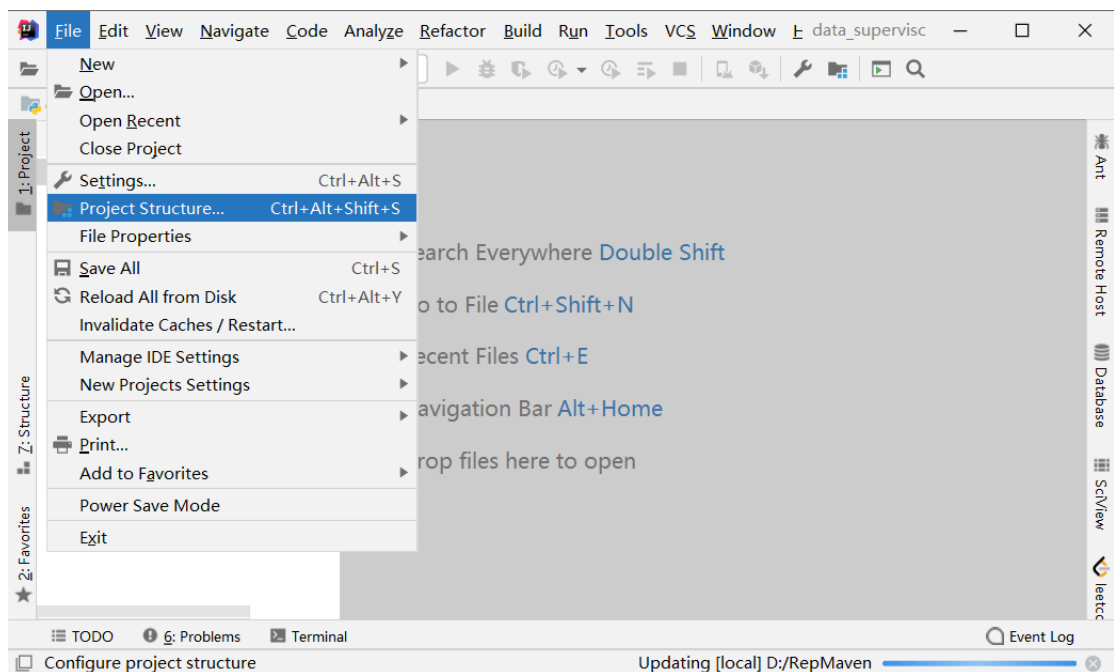 File Edit View Navigate Code Analyze Refactor Build Run Tools VCS Window H data_supervisc
New
Open...
Open Recent
Close Project
Settings... Ctrl+Alt+S
Project Structure... Ctrl+Alt+Shift+S
File Properties
Save All Ctrl+S
Reload All from Disk Ctrl+Alt+Y
Invalidate Caches / Restart...
Manage IDE Settings
New Projects Settings
Export
Print...
Add to Favorites
Power Save Mode
Exit
earch Everywhere Double Shift
o to File Ctrl+Shift+N
ecent Files Ctrl+E
avigation Bar Alt+Home
rop files here to open
1: Project
Z: Structure
2: Favorites
Ant
Remote Host
Database
SciView
leetcc
TODO 6: Problems Terminal Event Log
Configure project structure Updating [local] D:/RepMaven